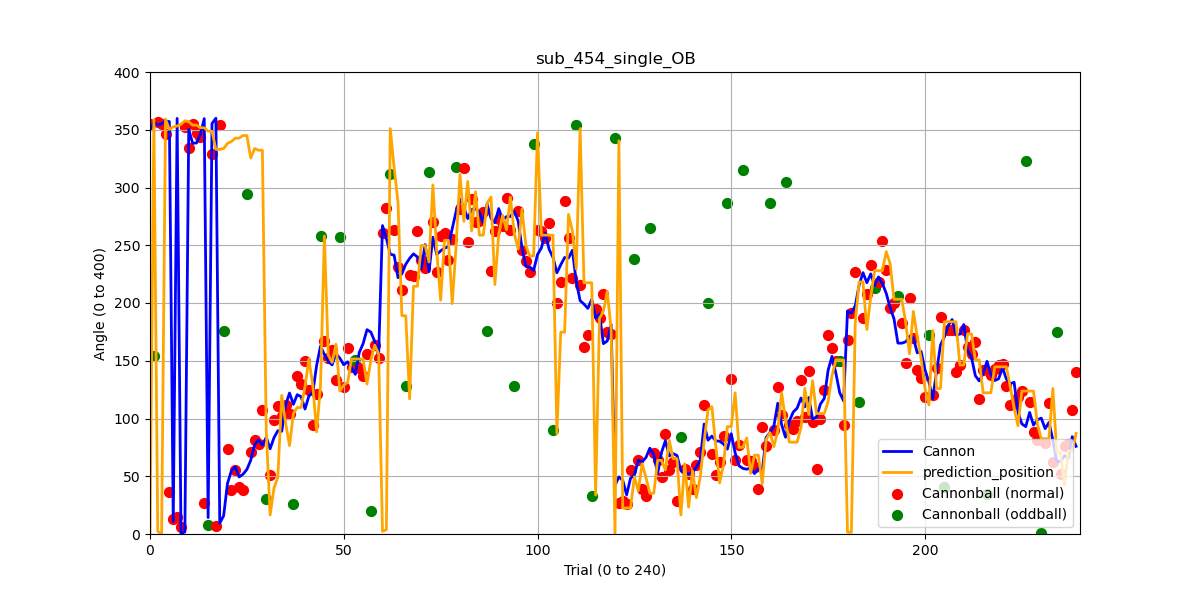 sub_454_single_OB
Angle (0 to 400)
400
350
300
250
200
150
100
50
0
0
50
100
150
200
Trial (0 to 240)
Cannon
prediction_position
Cannonball (normal)
Cannonball (oddball)